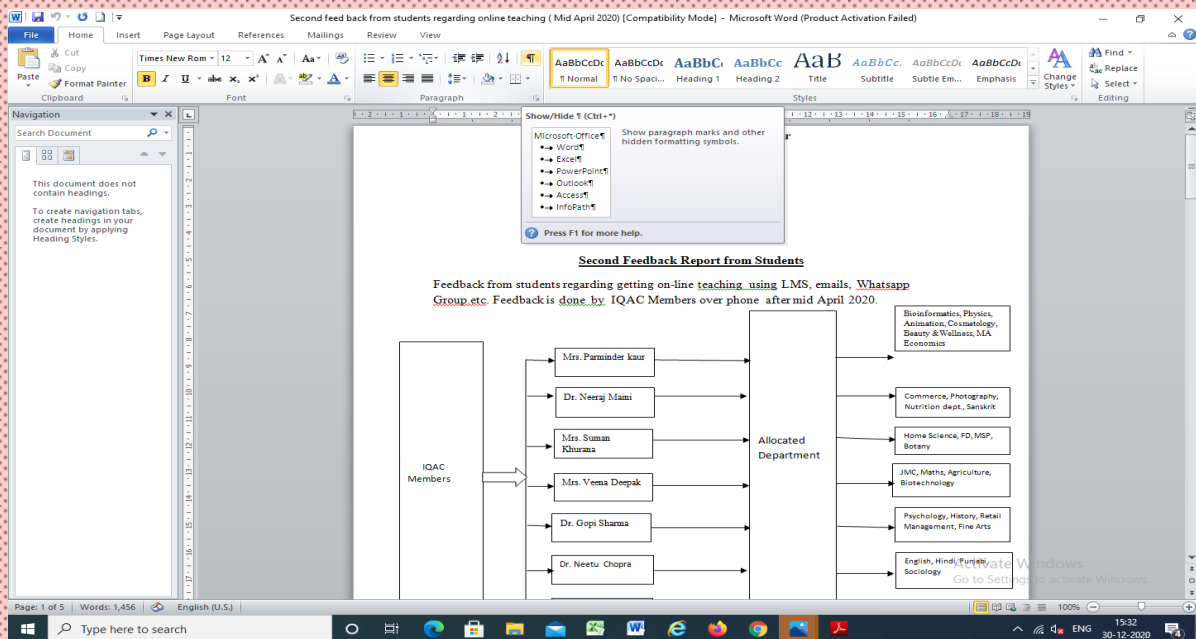 Second feed back from students regarding online teaching ( Mid April 2020) [Compatibility Mode] - Microsoft Word (Product Activation Failed)
File Home Insert Page Layout References Mailings Review View
Cut
Copy
Format Painter
Paste
Clipboard
Times New Rom 12
Font
Paragraph
AaBbCcDc AaBbCcDc AaBbC AaBbCc AaB AaBbCc. AaBbCcDc AaBbCcDc
¶ Normal ¶ No Spaci... Heading 1 Heading 2 Title Subtitle Subtle Em... Emphasis
Change
Styles
Styles
Find
Replace
Select
Editing
Navigation
Search Document
This document does not
contain headings.
To create navigation tabs,
create headings in your
document by applying
Heading Styles.
Show/Hide ¶ (Ctrl+*)
Microsoft·Office¶
Word¶
Excel¶
PowerPoint¶
Outlook¶
Access¶
InfoPath¶
Show paragraph marks and other
hidden formatting symbols.
Press F1 for more help.
Second Feedback Report from Students
Feedback from students regarding getting on-line teaching using LMS, emails, Whatsapp
Group.etc. Feedback is done by IQAC Members over phone after mid April 2020.
IQAC
Members
Mrs. Parminder kaur
Dr. Neeraj Maini
Mrs. Suman
Khurana
Mrs. Veena Deepak
Dr. Gopi Sharma
Dr. Neetu Chopra
Allocated
Department
Bioinformatics, Physics,
Animation, Cosmetology,
Beauty & Wellness, MA
Economics
Commerce, Photography,
Nutrition dept., Sanskrit
Home Science, FD, MSP,
Botany
JMC, Maths, Agriculture,
Biotechnology
Psychology, History, Retail
Management, Fine Arts
English, Hindi, Punjabi,
Sociology
Activate Windows
Go to Settings to activate Windows.
Page: 1 of 5 Words: 1,456 English (U.S.) 100%
Type here to search
ENG 15:32
30-12-2020